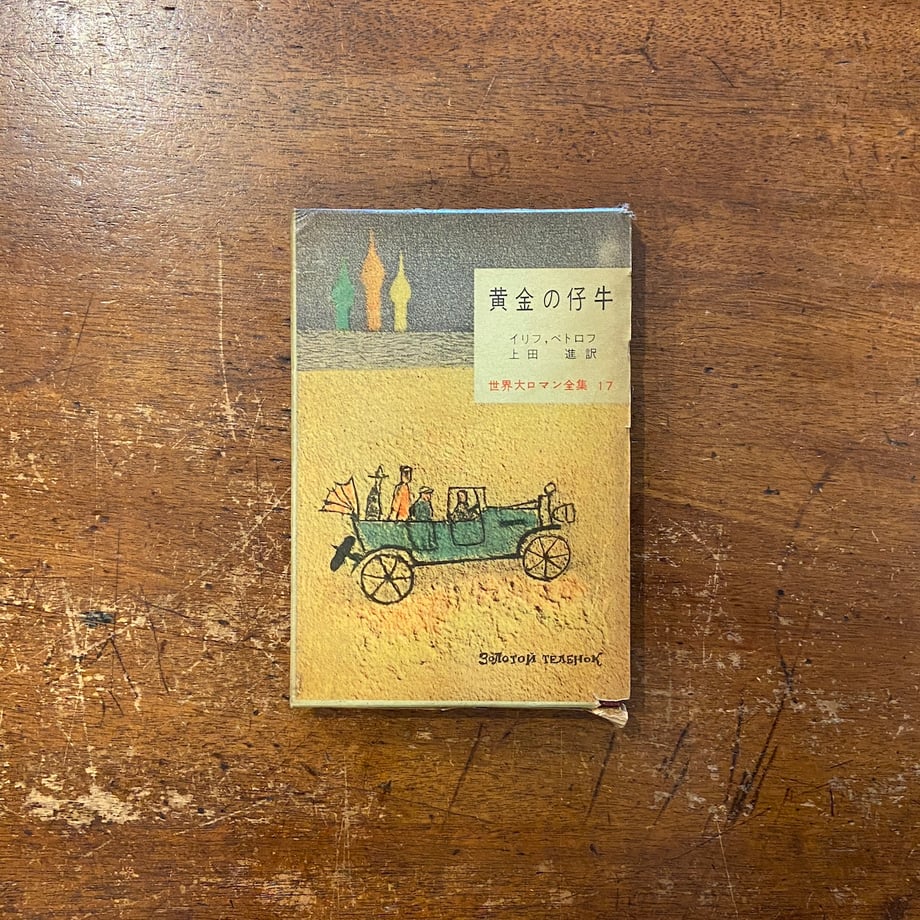 黄金の仔牛
イリフ,ペトロフ
上田 進訳
世界大ロマン全集 17
Золотой теленок